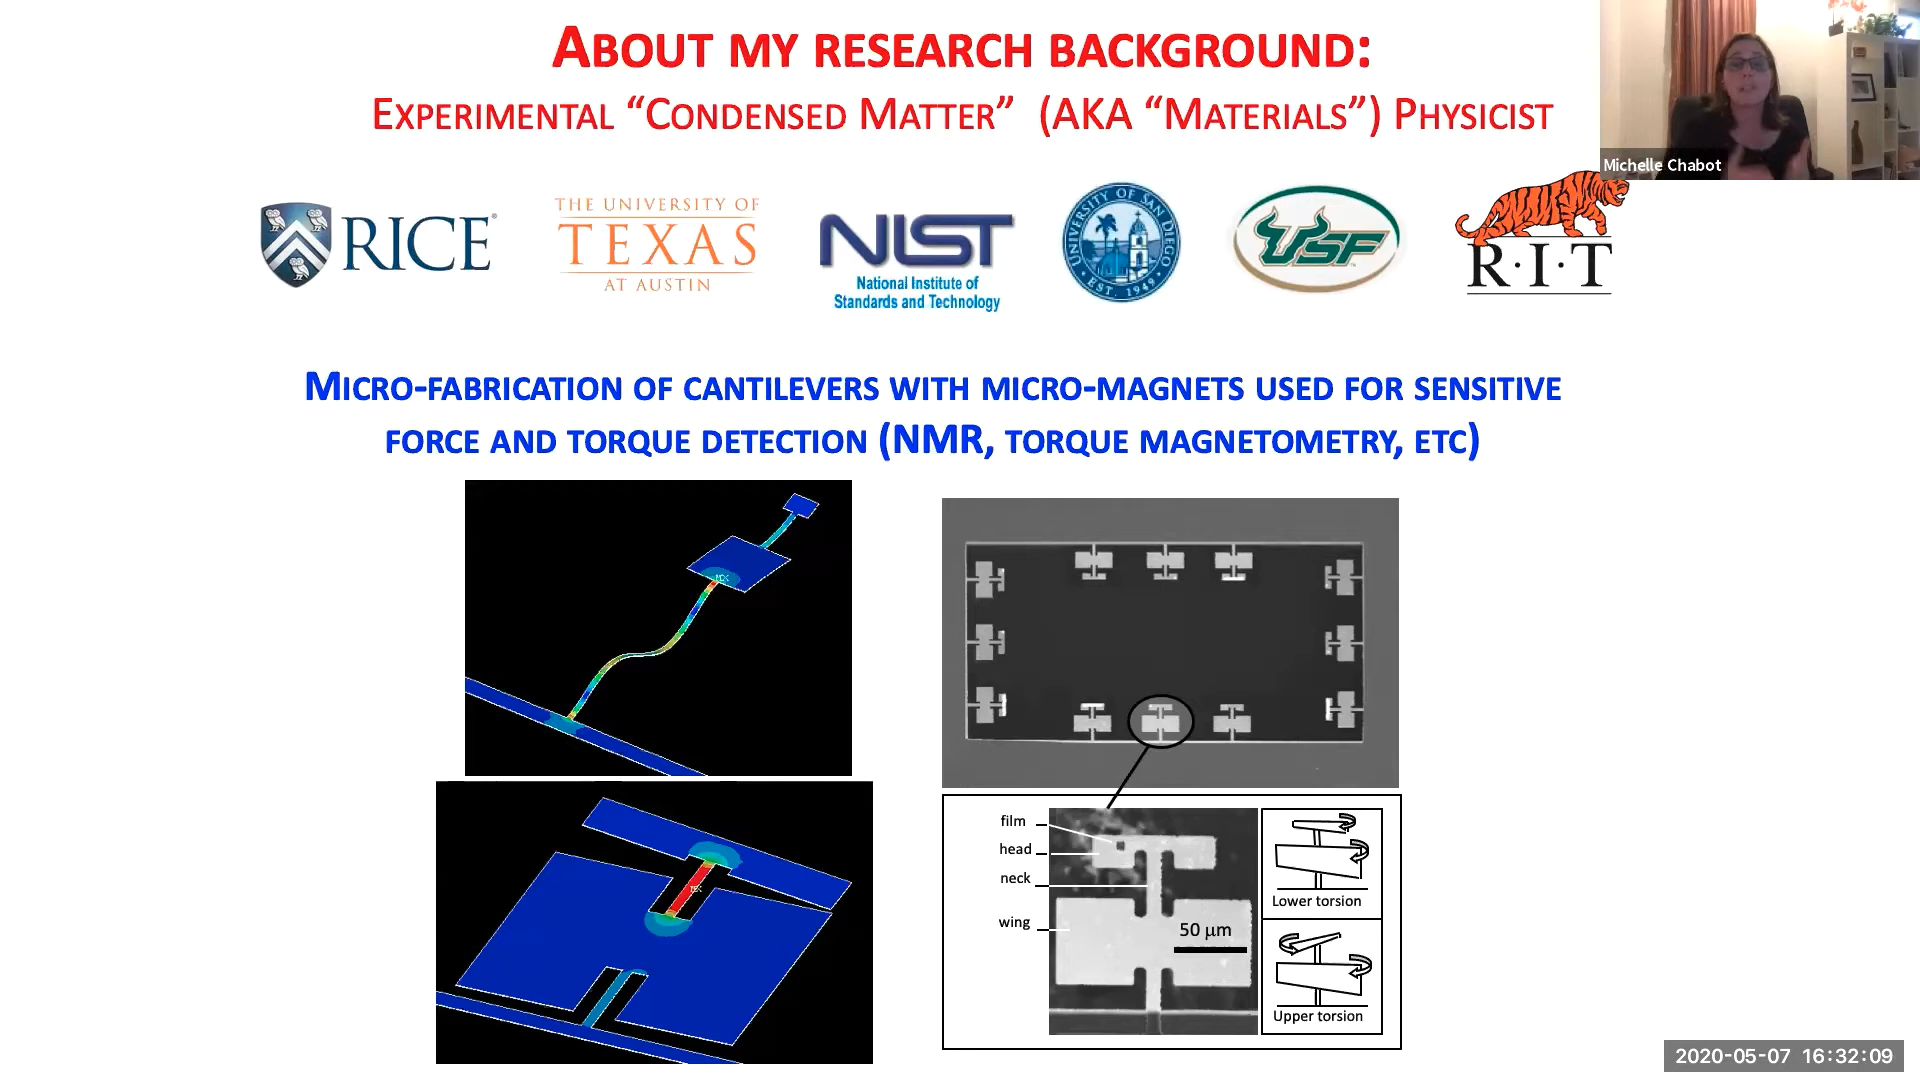 ABOUT MY RESEARCH BACKGROUND:
EXPERIMENTAL “CONDENSED MATTER” (AKA “MATERIALS”) PHYSICIST
Michelle Chabot
RICE
THE UNIVERSITY OF
TEXAS
AT AUSTIN
NIST
National Institute of
Standards and Technology
UNIVERSITY OF SAN DIEGO
EST. 1949
USF
R·I·T
MICRO-FABRICATION OF CANTILEVERS WITH MICRO-MAGNETS USED FOR SENSITIVE
FORCE AND TORQUE DETECTION (NMR, TORQUE MAGNETOMETRY, ETC)
MX
film
head
neck
wing
50 µm
Lower torsion
Upper torsion
2020-05-07 16:32:09